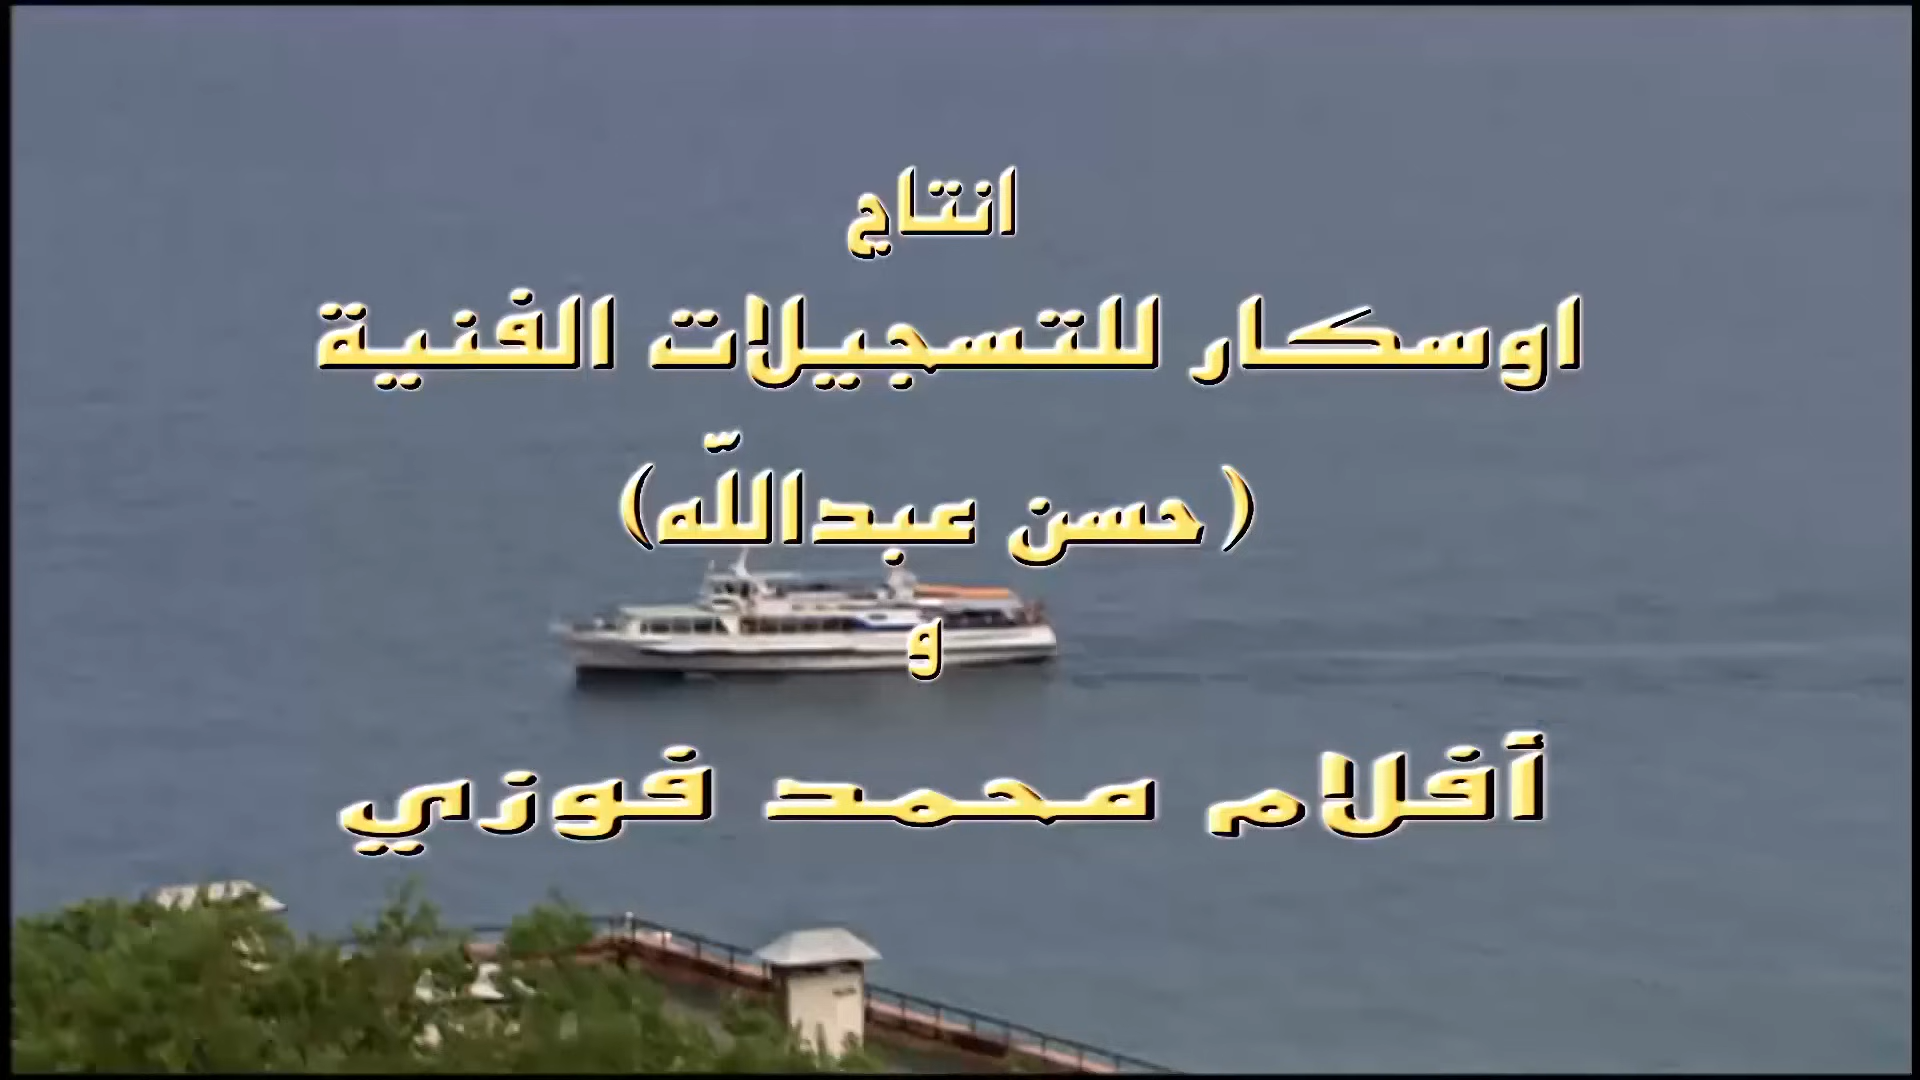 انتاج
اوسكار للتسجيلات الفنية
(حسن عبدالله)
و
أفلام محمد فوزي